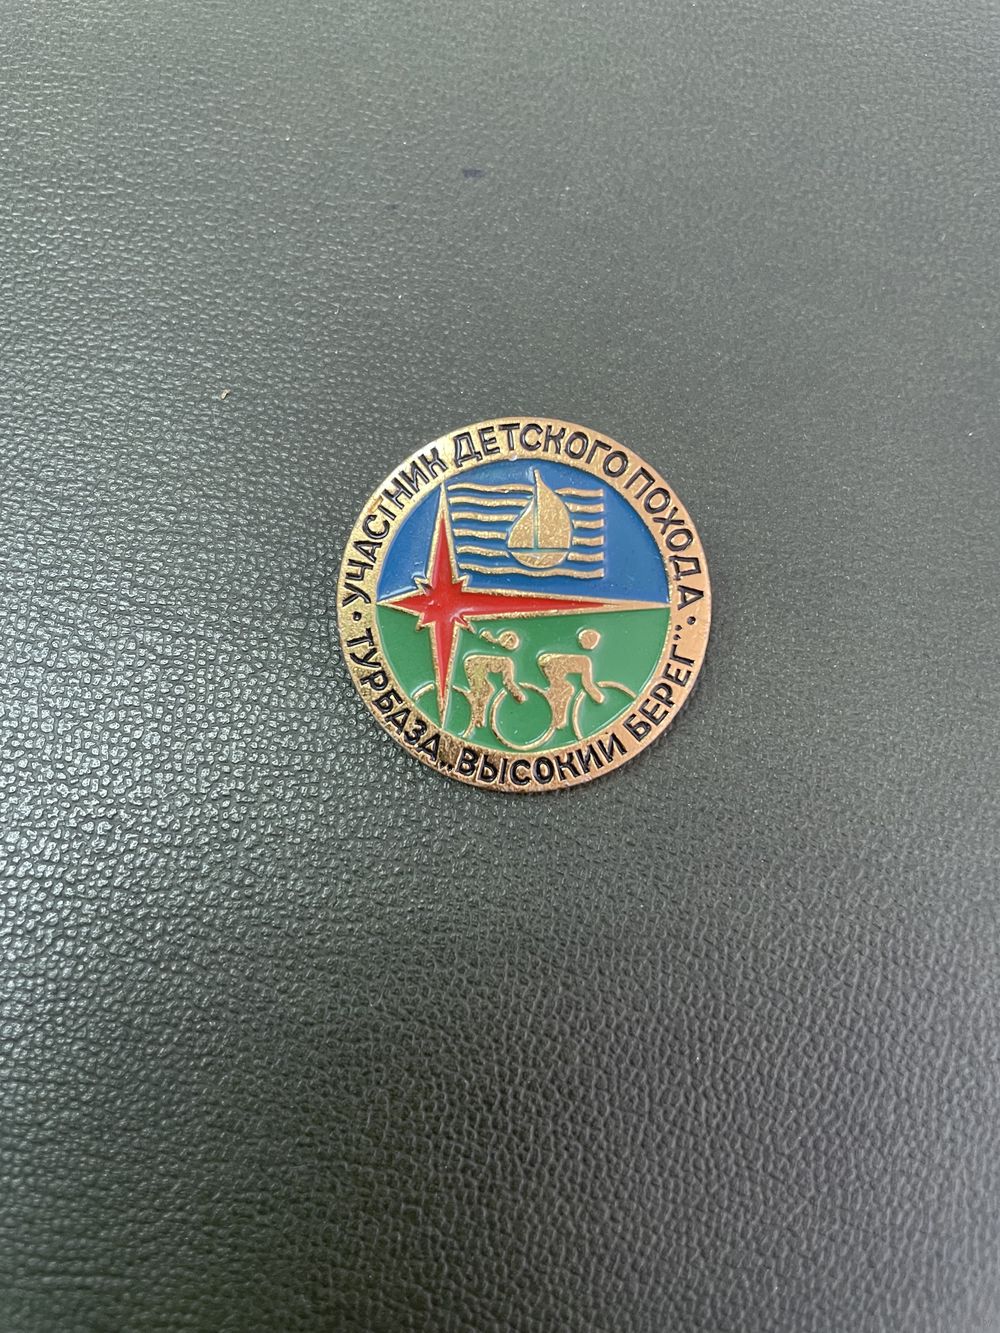 УЧАСТНИК ДЕТСКОГО ПОХОДА
ТУРБАЗА „ВЫСОКИЙ БЕРЕГ”